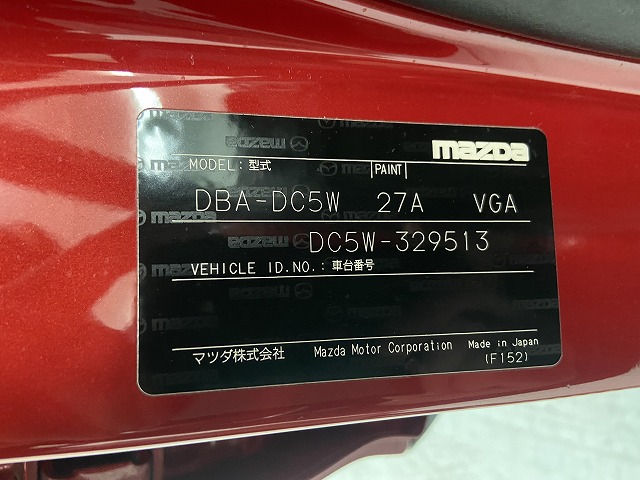 mazda
MODEL:型式 PAINT
DBA-DC5W 27A VGA
DC5W-329513
VEHICLE ID.NO.:車台番号
マツダ株式会社 Mazda Motor Corporation Made in Japan
(F152)